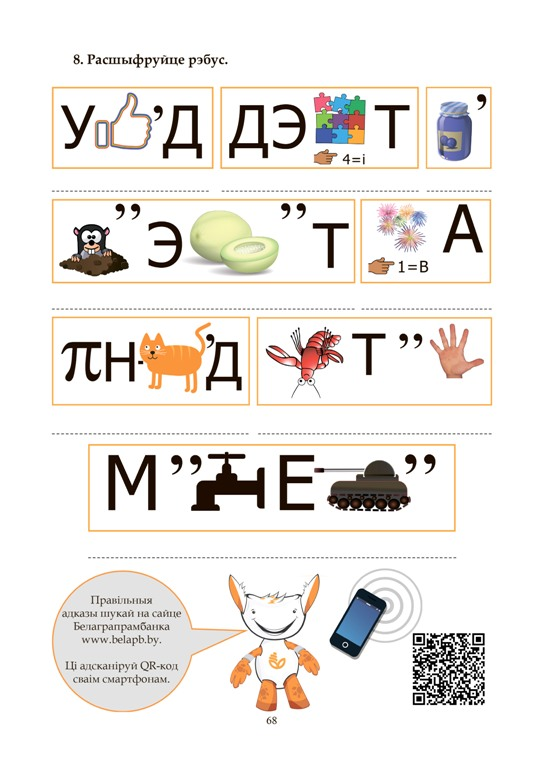 8. Расшыфруйце рэбус.
У ’Д ДЭ Т ’
4=і
” Э ” Т А
1=В
πН- ’Д Т ”
М ” Е ”
Правільныя
адказы шукай на сайце
Белаграпрамбанка
www.belapb.by.
Ці адсканіруй QR-код
сваім смартфонам.
68